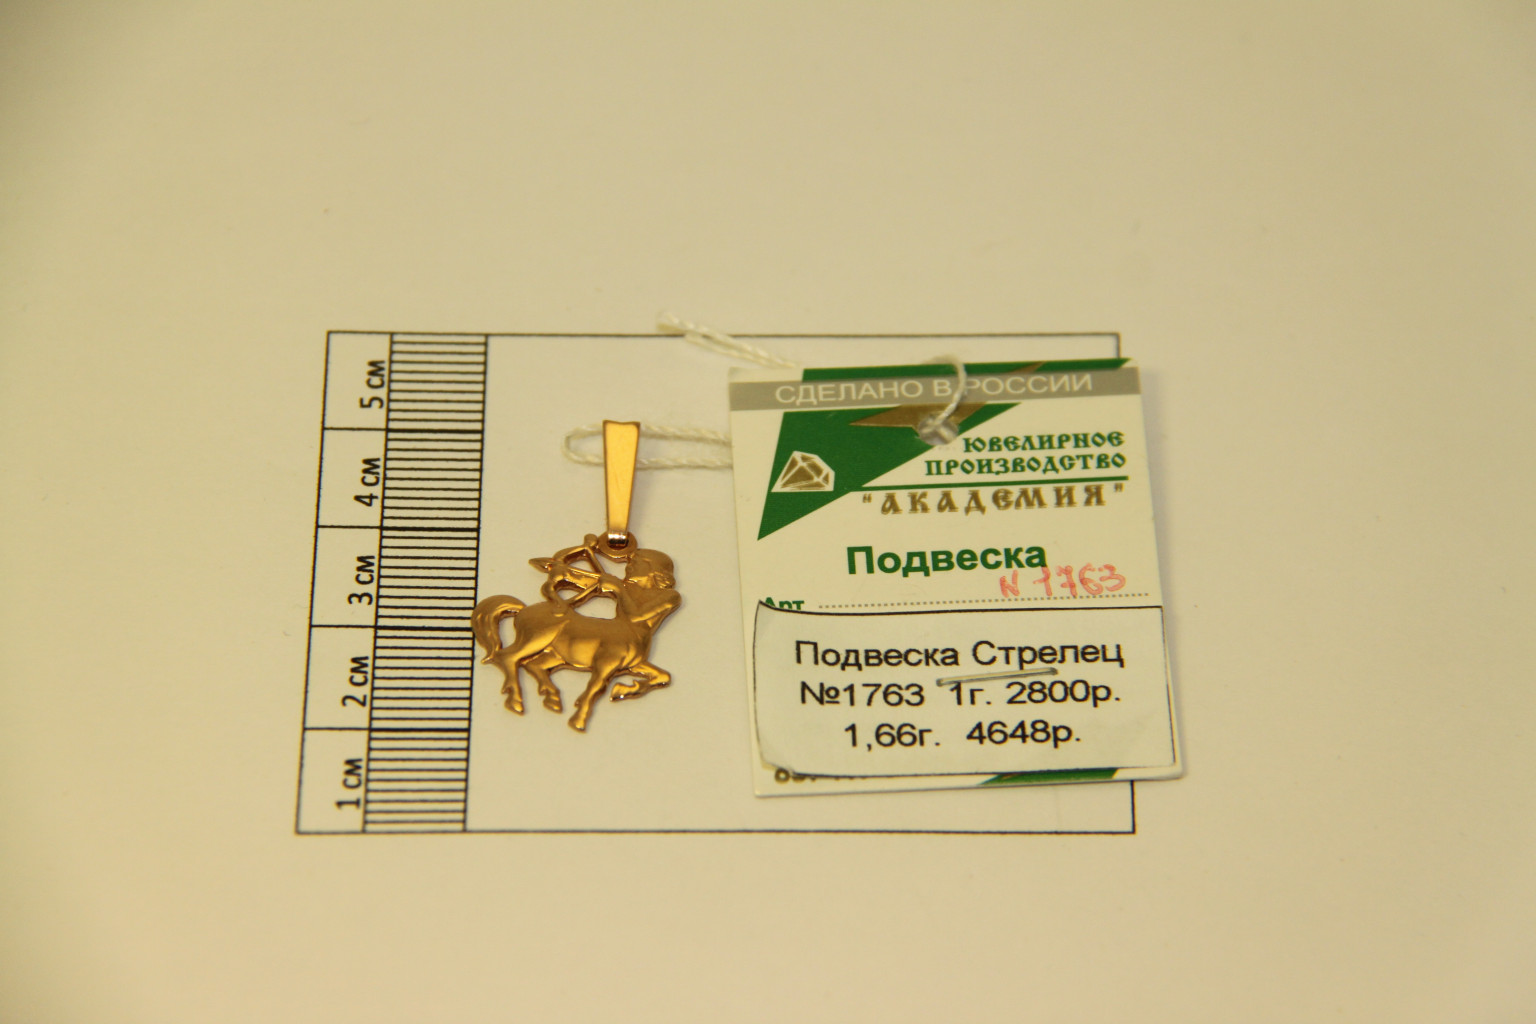 5 см
4 см
3 см
2 см
1 см
СДЕЛАНО В РОССИИ
ЮВЕЛИРНОЕ
ПРОИЗВОДСТВО
"АКАДЕМИЯ"
Подвеска
N 1763
Арт
Подвеска Стрелец
№1763 1г. 2800р.
1,66г. 4648р.